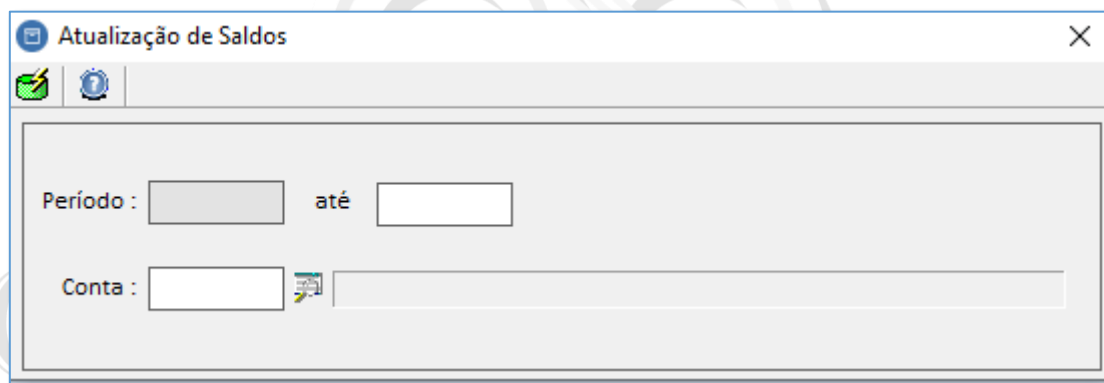 Atualização de Saldos
Período : até
Conta :